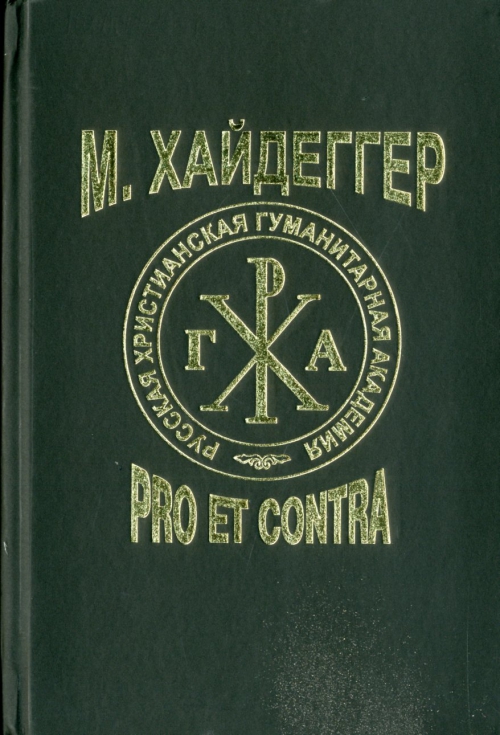 М. ХАЙДЕГГЕР
РУССКАЯ ХРИСТИАНСКАЯ ГУМАНИТАРНАЯ АКАДЕМИЯ
Р
Г Х А
PRO ET CONTRA